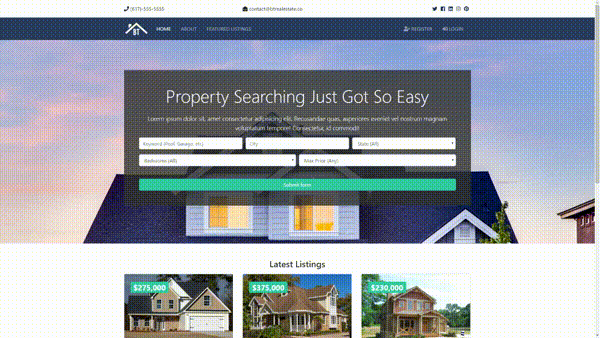 (617)-555-5555
contact@btrealestate.co
BT
HOME
ABOUT
FEATURED LISTINGS
REGISTER
LOGIN
Property Searching Just Got So Easy
Lorem ipsum dolor sit, amet consectetur adipisicing elit. Recusandae quas, asperiores eveniet vel nostrum magnam
voluptatum tempore! Consectetur, id commodi!
Keyword (Pool, Garage, etc)
City
State (All)
Bedrooms (All)
Max Price (Any)
Submit form
Latest Listings
$275,000
$375,000
$230,000